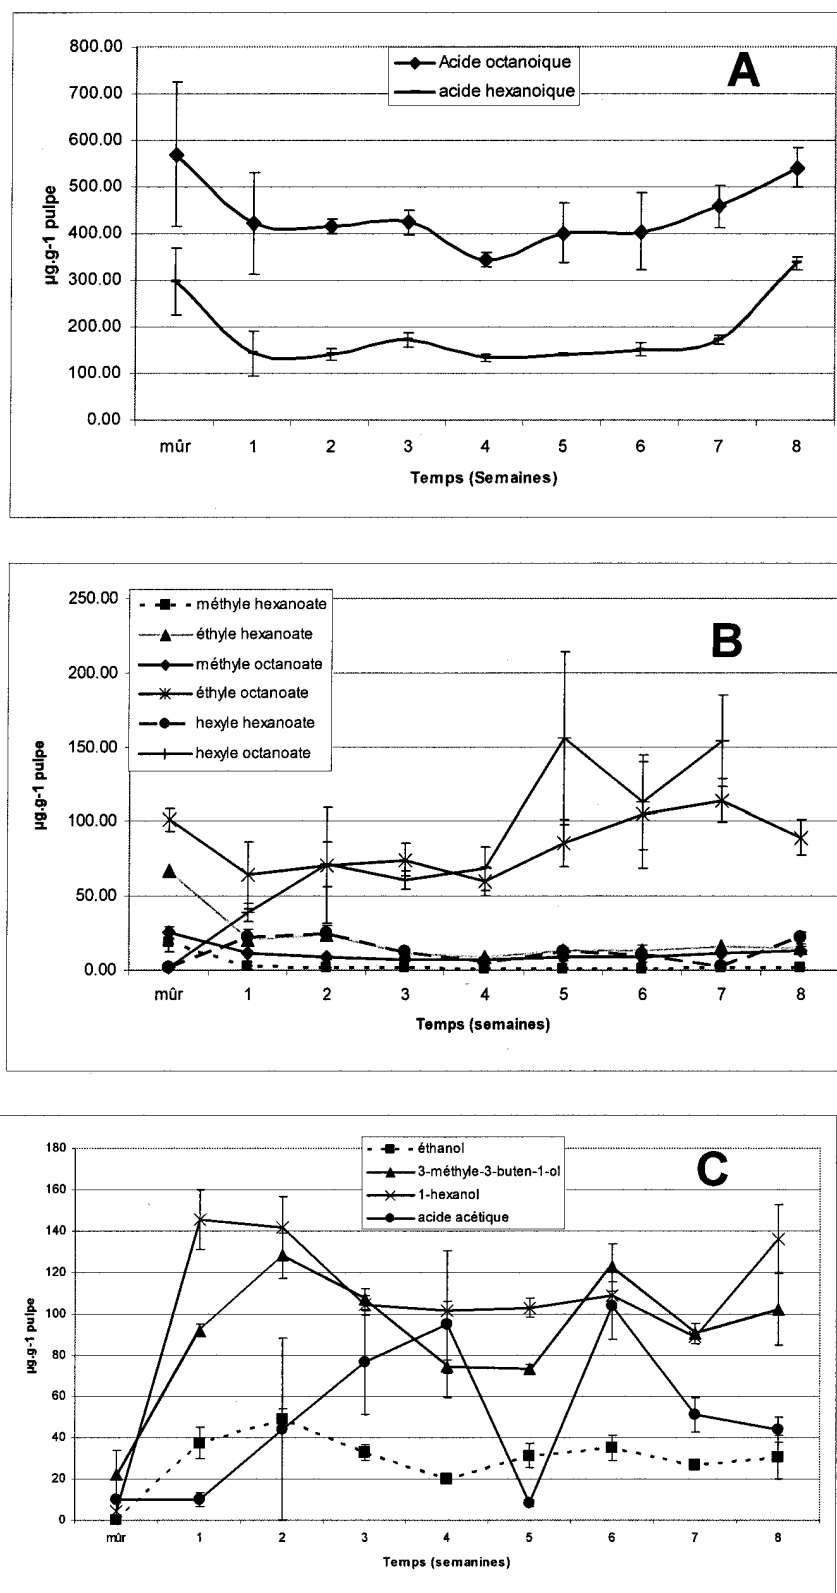 800.00
700.00
600.00
500.00
400.00
300.00
200.00
100.00
0.00
µg.g-1 pulpe
Acide octanoique
acide hexanoique
A
mûr 1 2 3 4 5 6 7 8
Temps (Semaines)
250.00
200.00
150.00
100.00
50.00
0.00
µg.g-1 pulpe
méthyle hexanoate
éthyle hexanoate
méthyle octanoate
éthyle octanoate
hexyle hexanoate
hexyle octanoate
B
mûr 1 2 3 4 5 6 7 8
Temps (semaines)
180
160
140
120
100
80
60
40
20
0
µg.g-1 pulpe
éthanol
3-méthyle-3-buten-1-ol
1-hexanol
acide acétique
C
mûr 1 2 3 4 5 6 7 8
Temps (semanines)